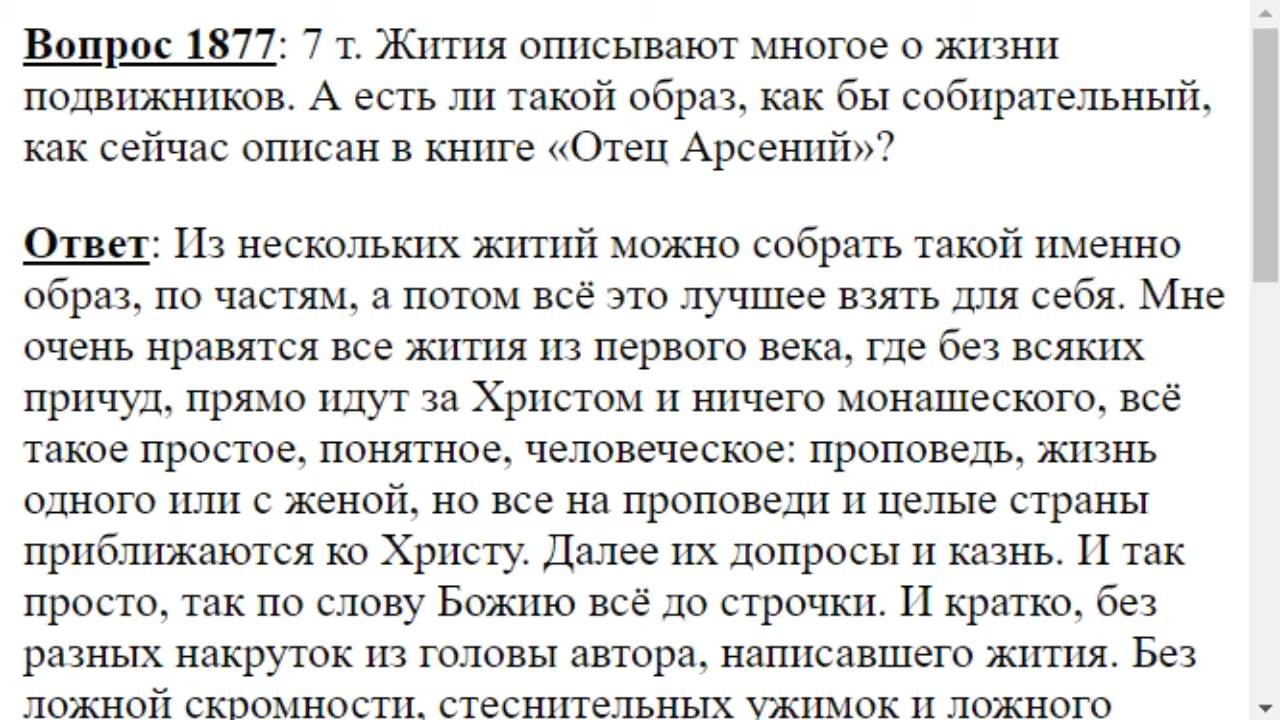 Вопрос 1877: 7 т. Жития описывают многое о жизни
подвижников. А есть ли такой образ, как бы собирательный,
как сейчас описан в книге «Отец Арсений»?
Ответ: Из нескольких житий можно собрать такой именно
образ, по частям, а потом всё это лучшее взять для себя. Мне
очень нравятся все жития из первого века, где без всяких
причуд, прямо идут за Христом и ничего монашеского, всё
такое простое, понятное, человеческое: проповедь, жизнь
одного или с женой, но все на проповеди и целые страны
приближаются ко Христу. Далее их допросы и казнь. И так
просто, так по слову Божию всё до строчки. И кратко, без
разных накруток из головы автора, написавшего жития. Без
ложной скромности, стеснительных ужимок и ложного